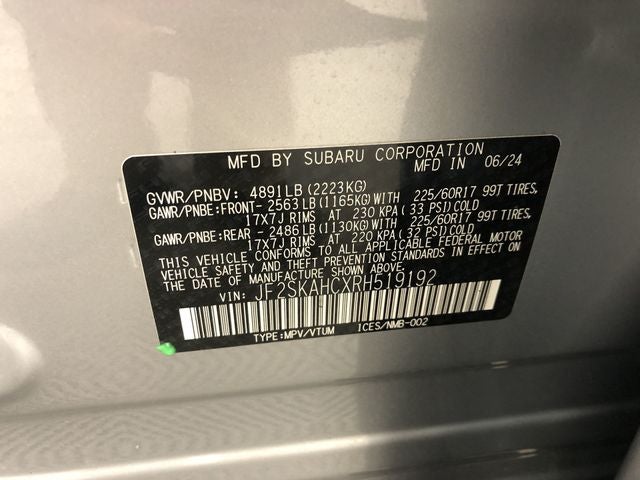 MFD BY SUBARU CORPORATION
MFD IN 06/24
GVWR/PNBV: 4891LB (2223KG)
GAWR/PNBE:FRONT- 2563LB(1165KG)WITH 225/60R17 99T TIRES,
17X7J RIMS AT 230 KPA( 33 PSI)COLD
GAWR/PNBE:REAR - 2486LB(1130KG)WITH 225/60R17 99T TIRES,
17X7J RIMS AT 220 KPA( 32 PSI)COLD
THIS VEHICLE CONFORMS TO ALL APPLICABLE FEDERAL MOTOR
VEHICLE SAFETY AND THEFT PREVENTION STANDARDS IN EFFECT ON
THE DATE OF MANUFACTURE SHOWN ABOVE.
VIN: JF2SKAHCXRH519192
TYPE:MPV/VTUM ICES/NMB-002